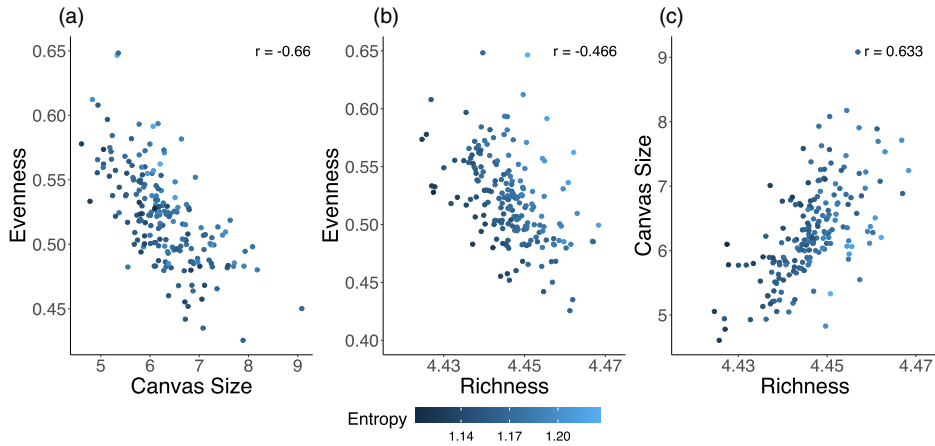 (a)
r = -0.66
0.65
0.60
0.55
0.50
0.45
Evenness
5 6 7 8 9
Canvas Size
(b)
r = -0.466
0.65
0.60
0.55
0.50
0.45
0.40
Evenness
4.43 4.45 4.47
Richness
(c)
r = 0.633
9
8
7
6
5
Canvas Size
4.43 4.45 4.47
Richness
Entropy
1.14 1.17 1.20